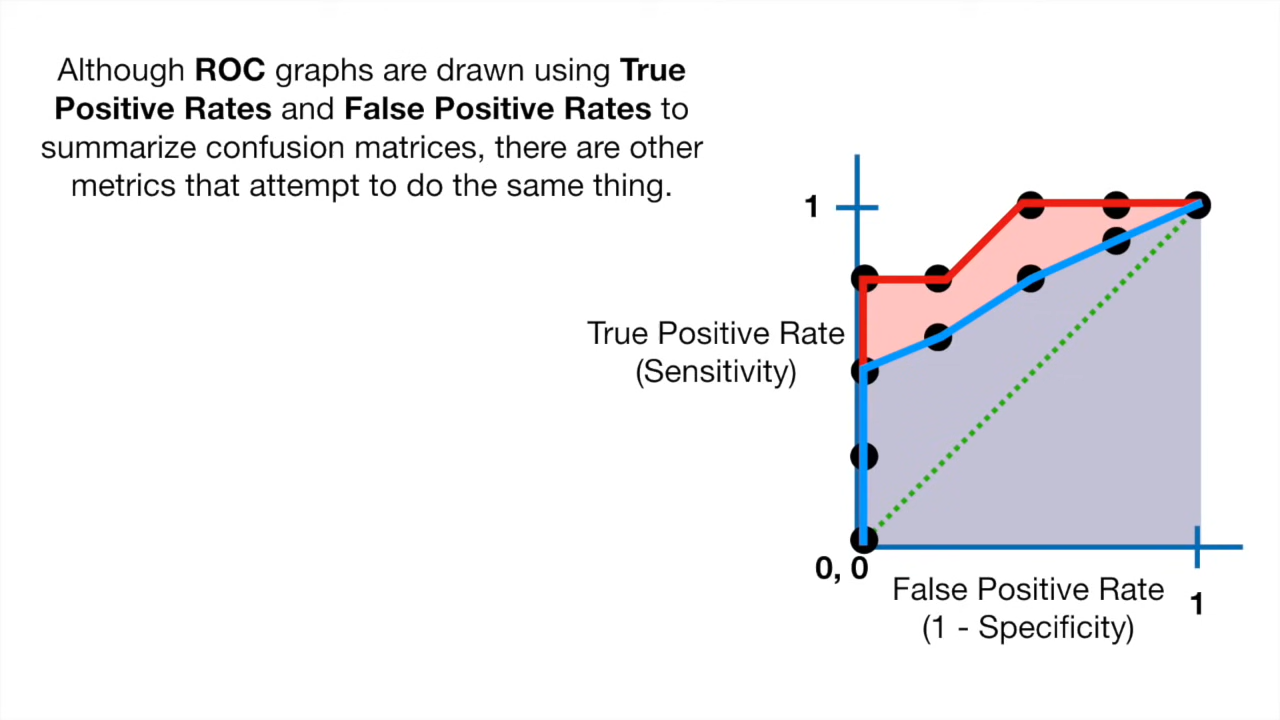 Although ROC graphs are drawn using True
Positive Rates and False Positive Rates to
summarize confusion matrices, there are other
metrics that attempt to do the same thing.
1
True Positive Rate
(Sensitivity)
0, 0
False Positive Rate
(1 - Specificity)
1